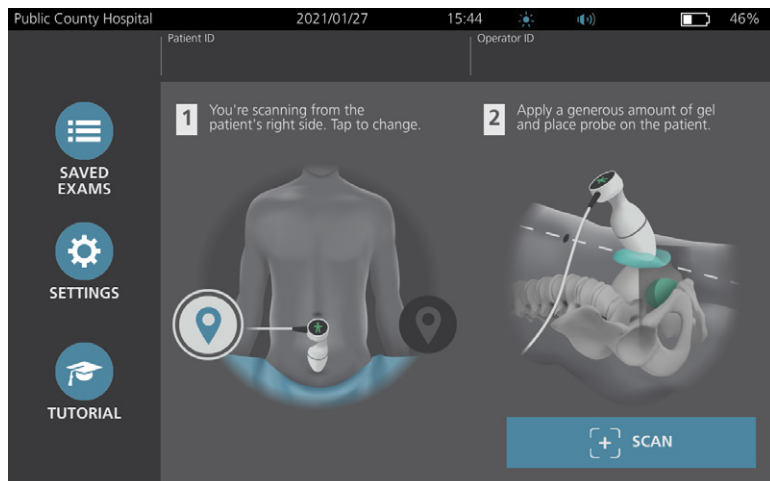 Public County Hospital 2021/01/27 15:44 46%
Patient ID
Operator ID
SAVED
EXAMS
SETTINGS
TUTORIAL
1 You're scanning from the
patient's right side. Tap to change.
2 Apply a generous amount of gel
and place probe on the patient.
SCAN